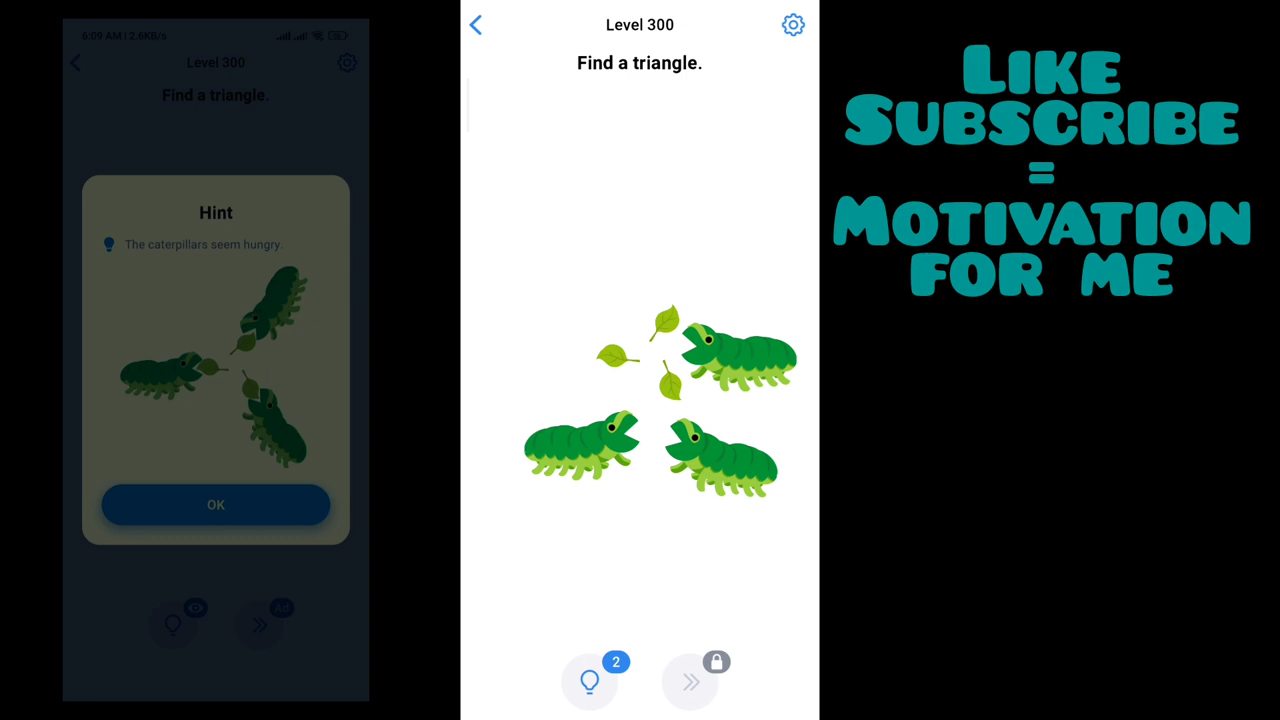 6:09 AM | 2.6KB/s
Level 300
Find a triangle.
Hint
The caterpillars seem hungry.
OK
Ad
Level 300
Find a triangle.
2
LIKE
SUBSCRIBE
=
MOTIVATION
FOR ME